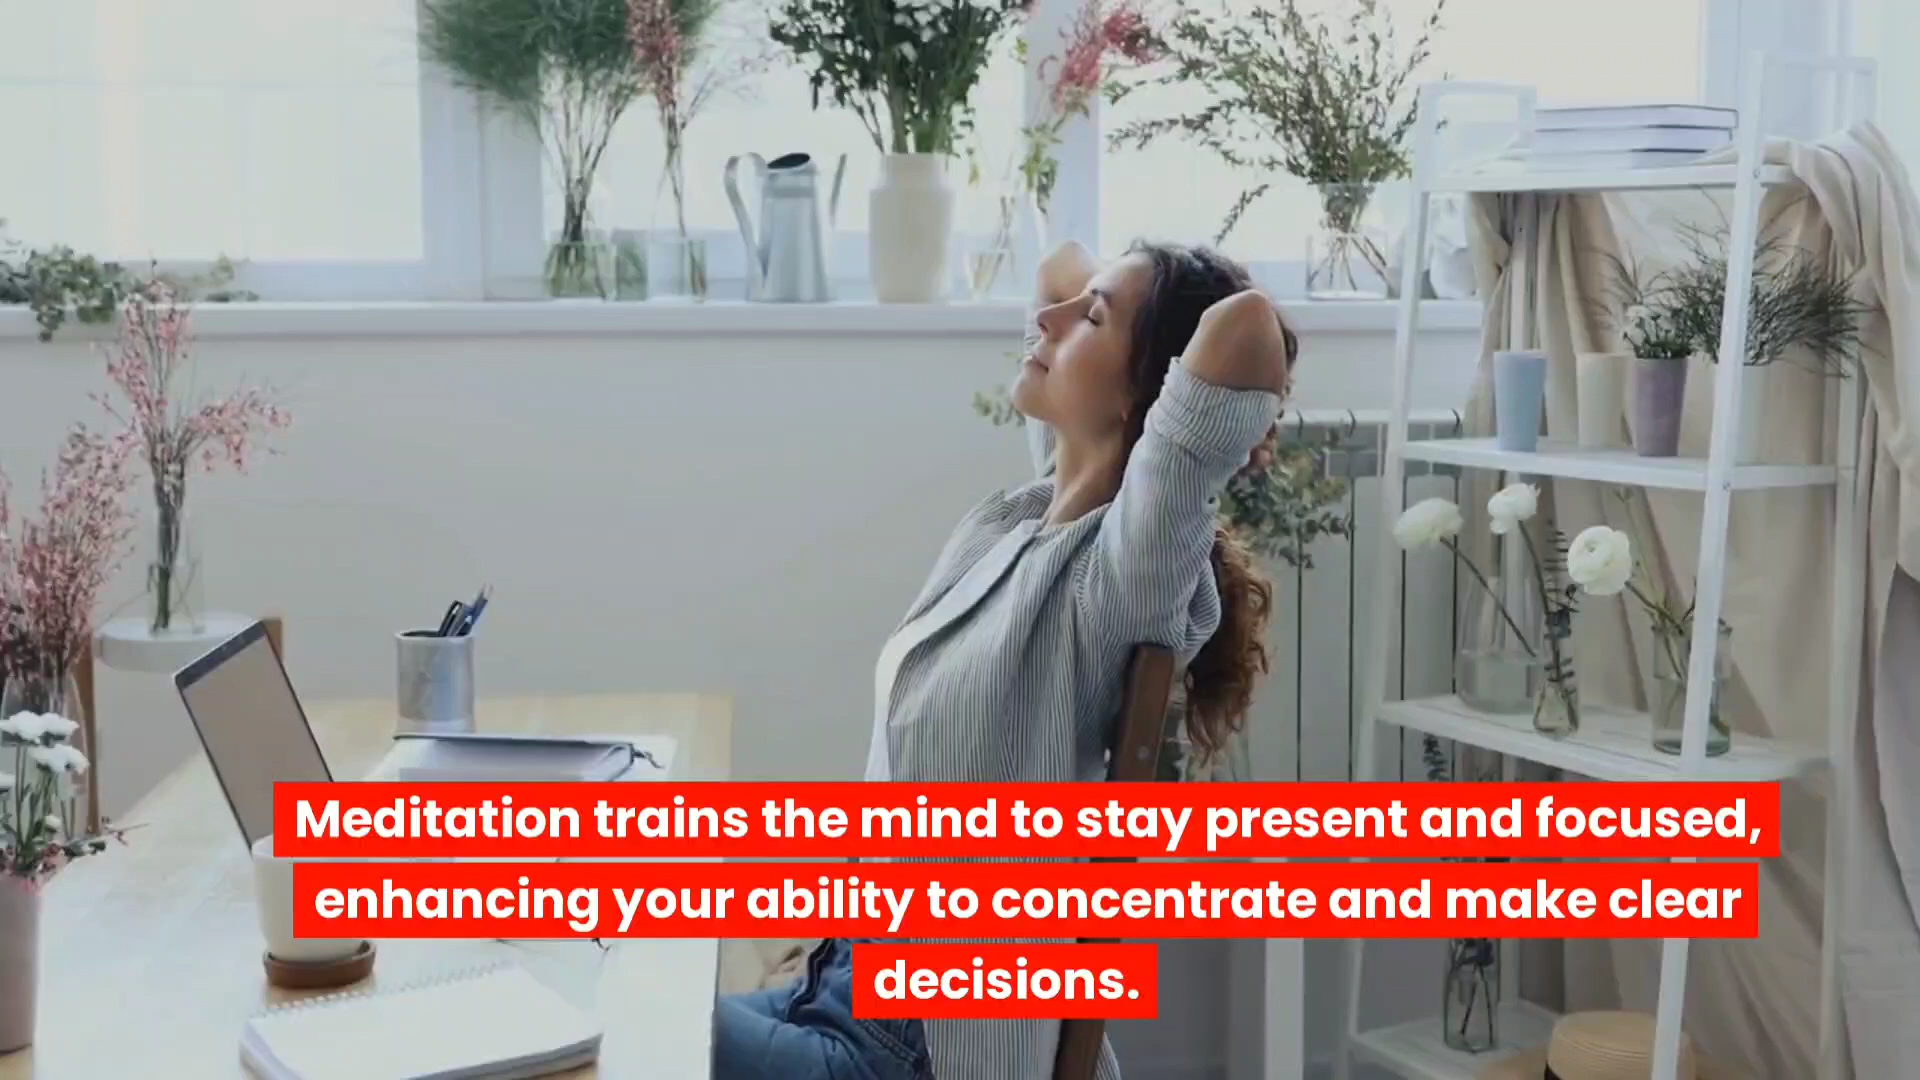 Meditation trains the mind to stay present and focused,
enhancing your ability to concentrate and make clear
decisions.